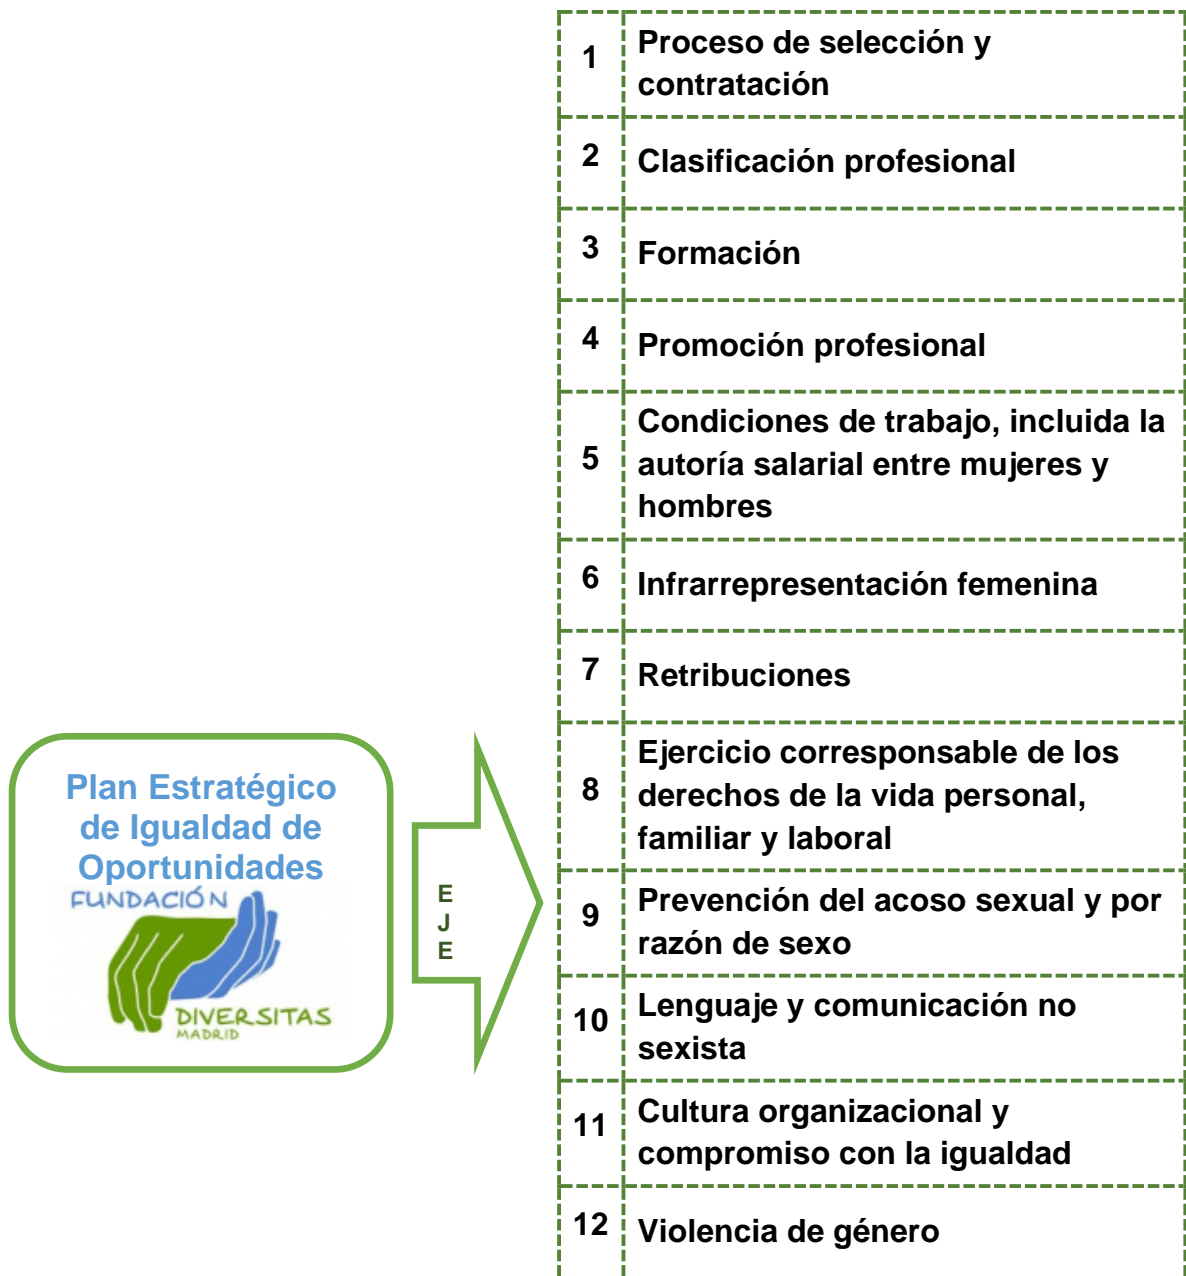 Plan Estratégico
de Igualdad de
Oportunidades
FUNDACIÓN
DIVERSITAS
MADRID
E
J
E
1
Proceso de selección y
contratación
2
Clasificación profesional
3
Formación
4
Promoción profesional
5
Condiciones de trabajo, incluida la
autoría salarial entre mujeres y
hombres
6
Infrarrepresentación femenina
7
Retribuciones
8
Ejercicio corresponsable de los
derechos de la vida personal,
familiar y laboral
9
Prevención del acoso sexual y por
razón de sexo
10
Lenguaje y comunicación no
sexista
11
Cultura organizacional y
compromiso con la igualdad
12
Violencia de género